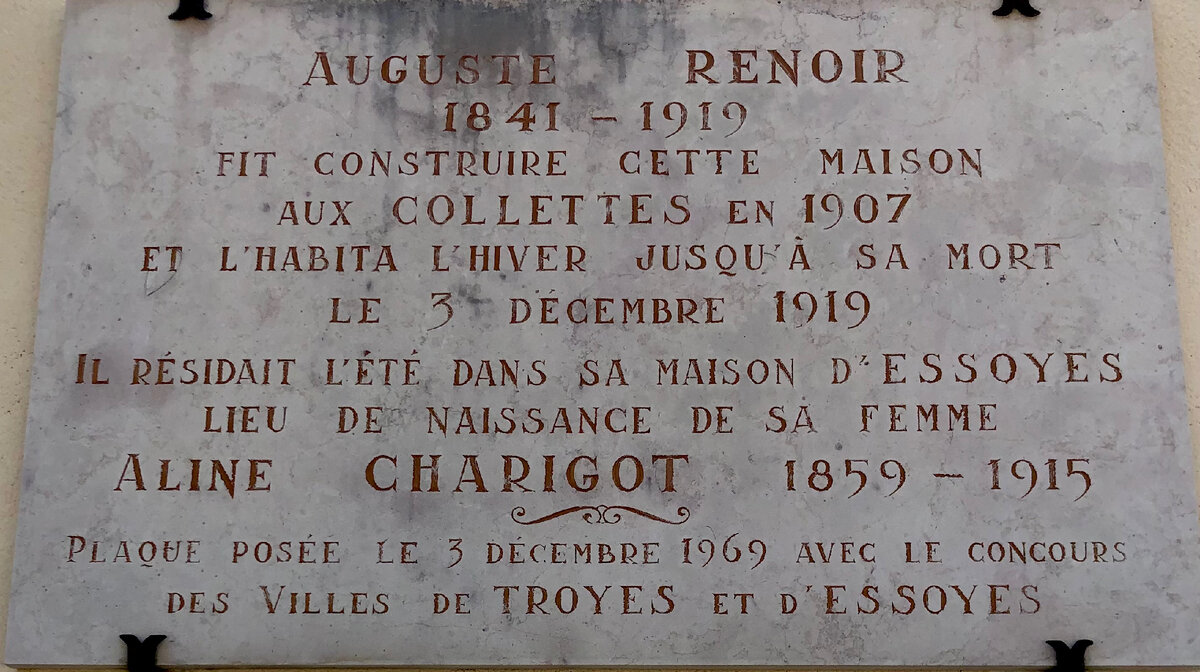 AUGUSTE RENOIR
1841 – 1919
FIT CONSTRUIRE CETTE MAISON
AUX COLLETTES EN 1907
ET L'HABITA L'HIVER JUSQU'À SA MORT
LE 3 DÉCEMBRE 1919
IL RÉSIDAIT L'ÉTÉ DANS SA MAISON D'ESSOYES
LIEU DE NAISSANCE DE SA FEMME
ALINE CHARIGOT 1859 – 1915
PLAQUE POSÉE LE 3 DÉCEMBRE 1969 AVEC LE CONCOURS
DES VILLES DE TROYES ET D'ESSOYES